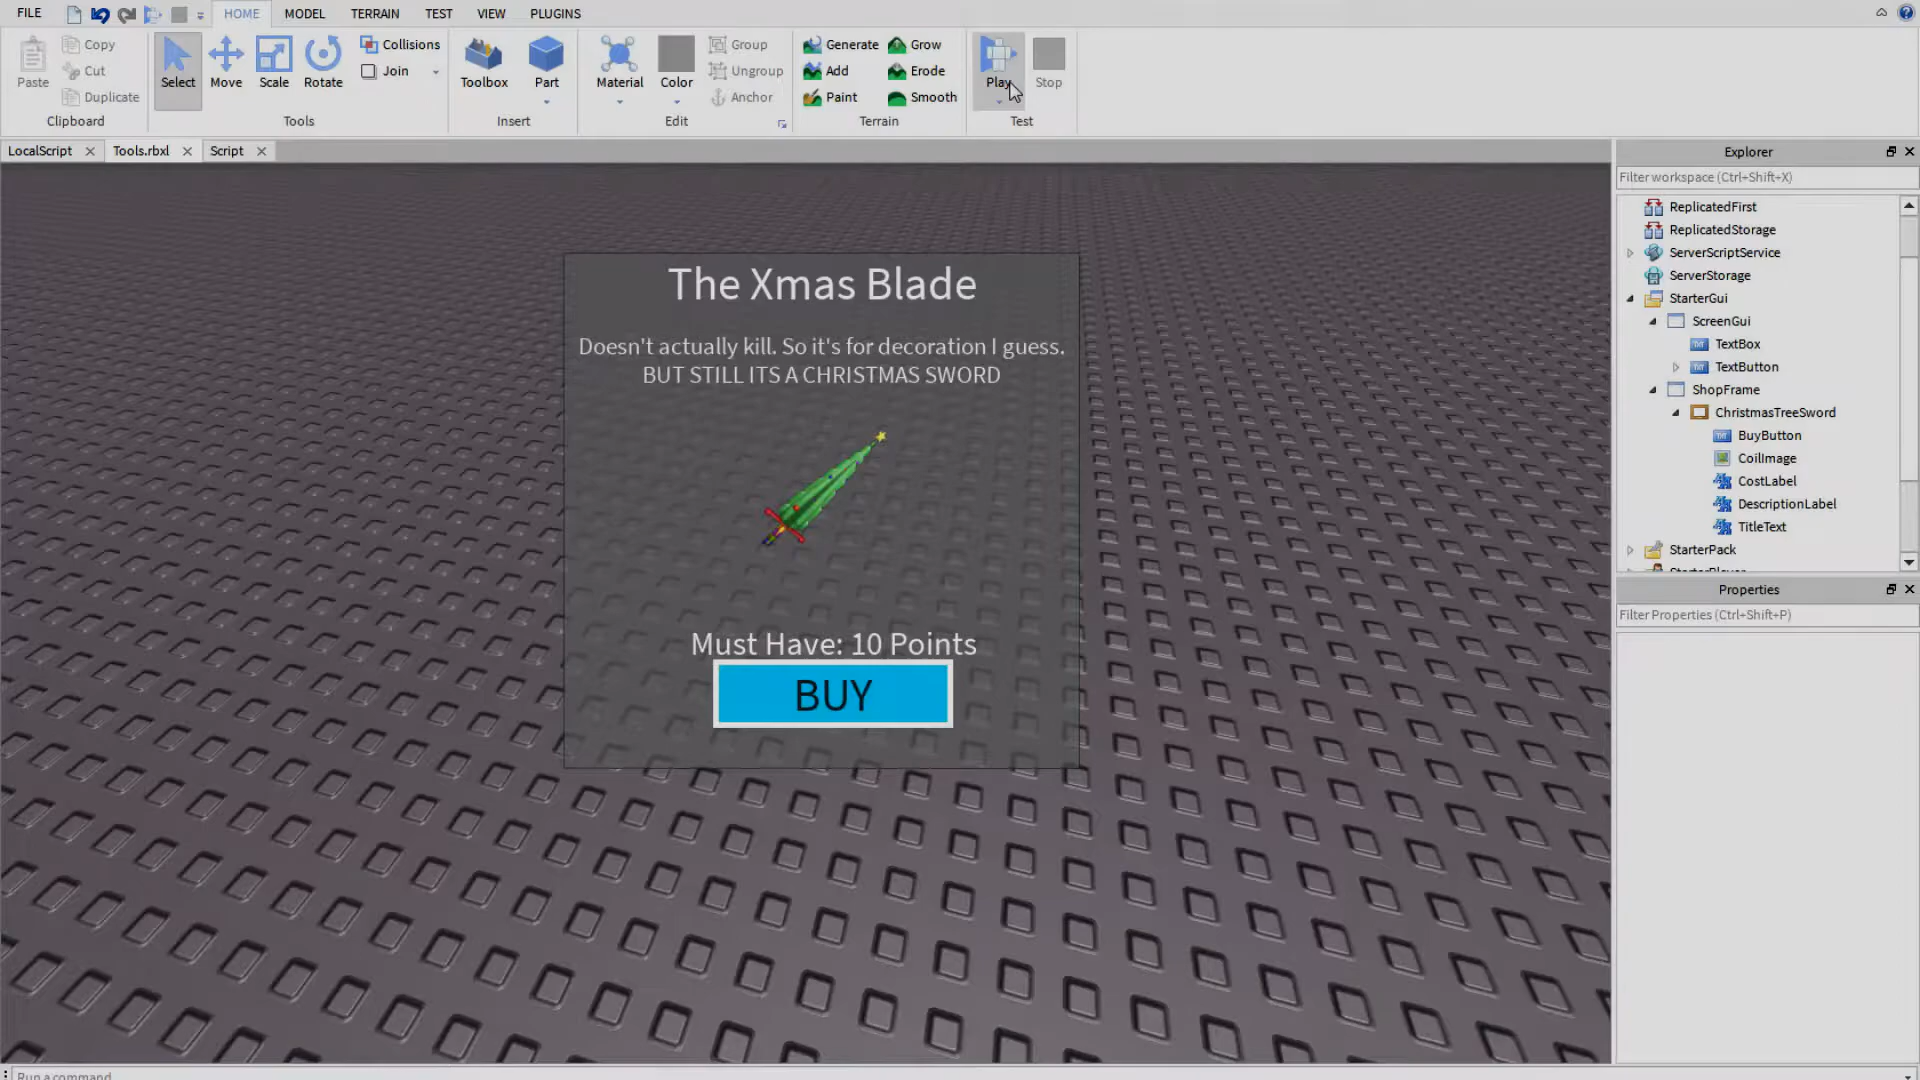 FILE
HOME
MODEL
TERRAIN
TEST
VIEW
PLUGINS
Paste
Copy
Cut
Duplicate
Clipboard
Select
Move
Scale
Rotate
Collisions
Join
Tools
Toolbox
Part
Insert
Material
Color
Group
Ungroup
Anchor
Edit
Generate
Grow
Add
Erode
Paint
Smooth
Terrain
Play
Stop
Test
LocalScript
Tools.rbxl
Script
The Xmas Blade
Doesn't actually kill. So it's for decoration I guess.
BUT STILL ITS A CHRISTMAS SWORD
Must Have: 10 Points
BUY
Explorer
Filter workspace (Ctrl+Shift+X)
ReplicatedFirst
ReplicatedStorage
ServerScriptService
ServerStorage
StarterGui
ScreenGui
TXT TextBox
TXT TextButton
ShopFrame
ChristmasTreeSword
TXT BuyButton
CoilImage
CostLabel
DescriptionLabel
TitleText
StarterPack
StarterPlayer
Properties
Filter Properties (Ctrl+Shift+P)
Run a command